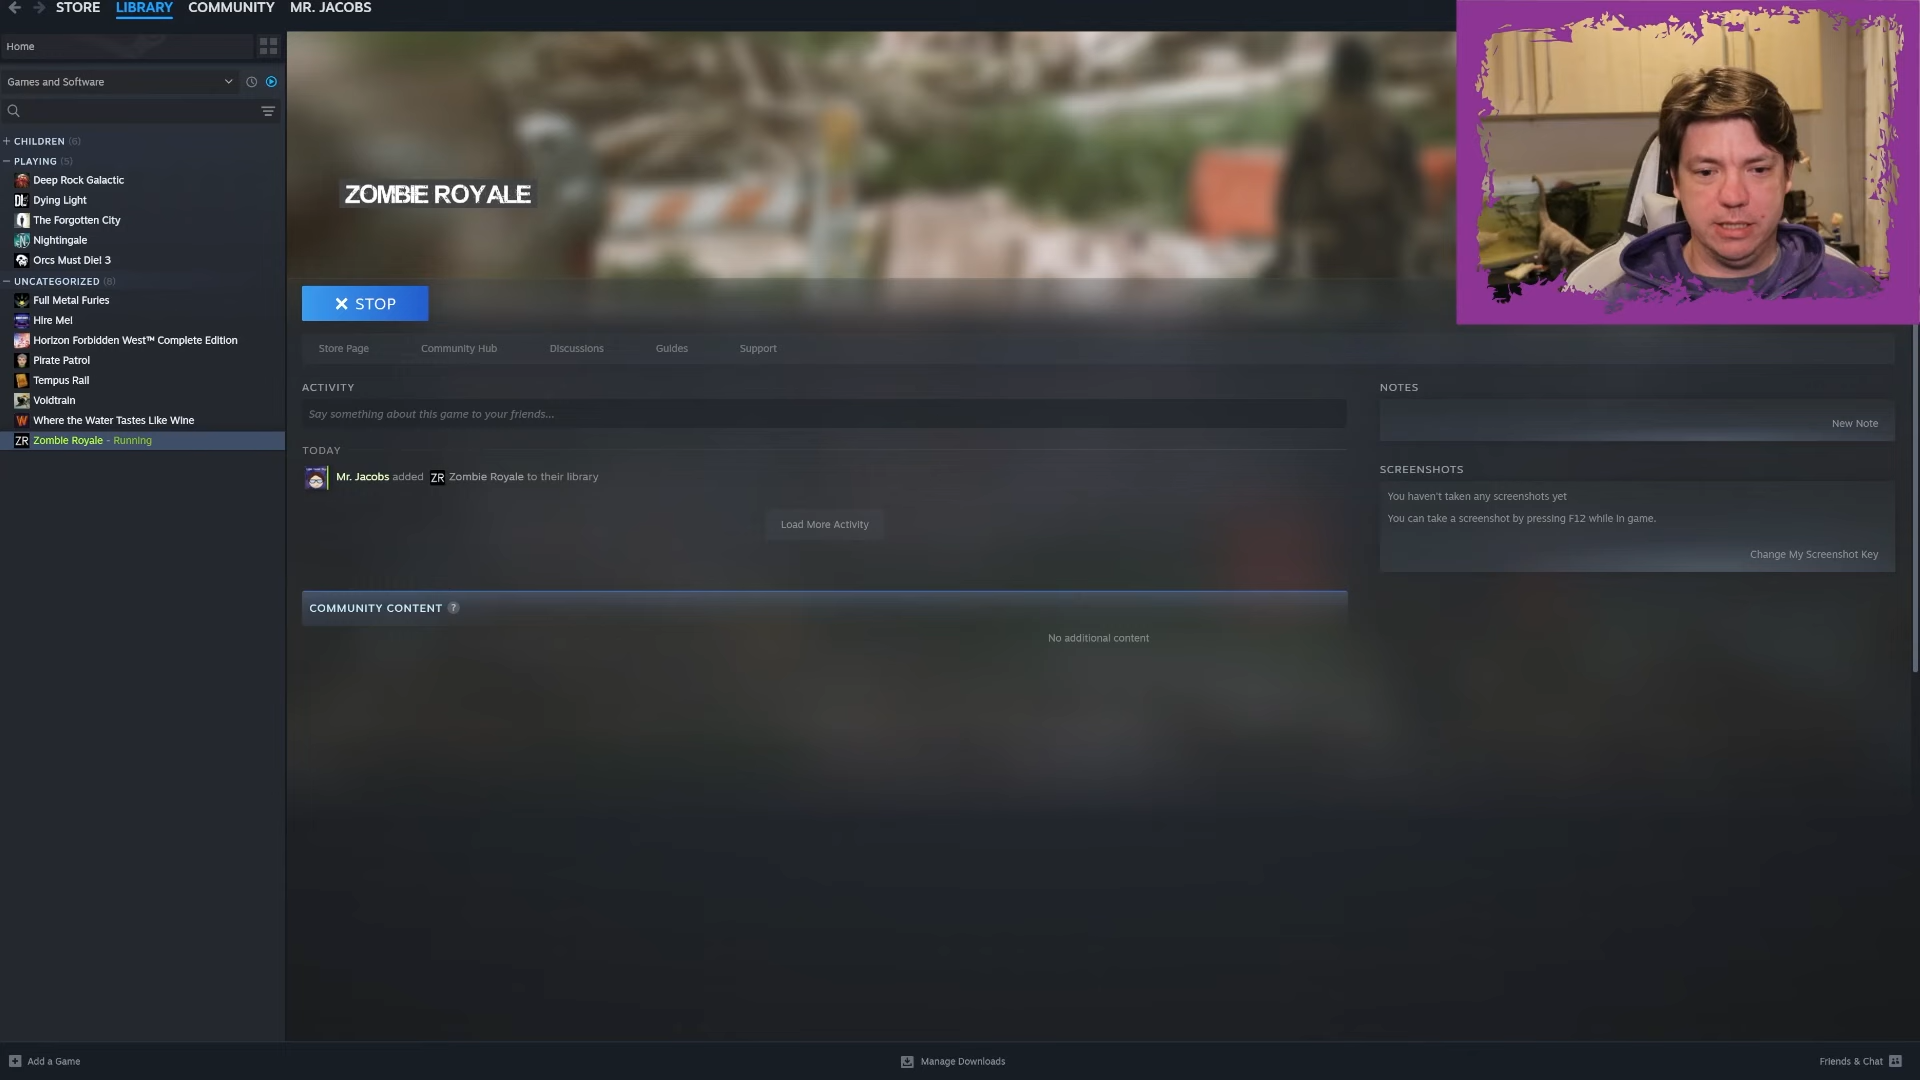 STORE LIBRARY COMMUNITY MR. JACOBS
Home
Games and Software
CHILDREN (6)
PLAYING (5)
Deep Rock Galactic
DL Dying Light
The Forgotten City
N Nightingale
Orcs Must Die! 3
UNCATEGORIZED (8)
Full Metal Furies
Hire Me!
Horizon Forbidden West™ Complete Edition
Pirate Patrol
Tempus Rail
Voidtrain
W Where the Water Tastes Like Wine
ZR Zombie Royale - Running
ZOMBIE ROYALE
STOP
Store Page Community Hub Discussions Guides Support
ACTIVITY
Say something about this game to your friends...
TODAY
Mr. Jacobs added ZR Zombie Royale to their library
Load More Activity
COMMUNITY CONTENT ?
No additional content
NOTES
New Note
SCREENSHOTS
You haven't taken any screenshots yet
You can take a screenshot by pressing F12 while in game.
Change My Screenshot Key
Add a Game
Manage Downloads
Friends & Chat